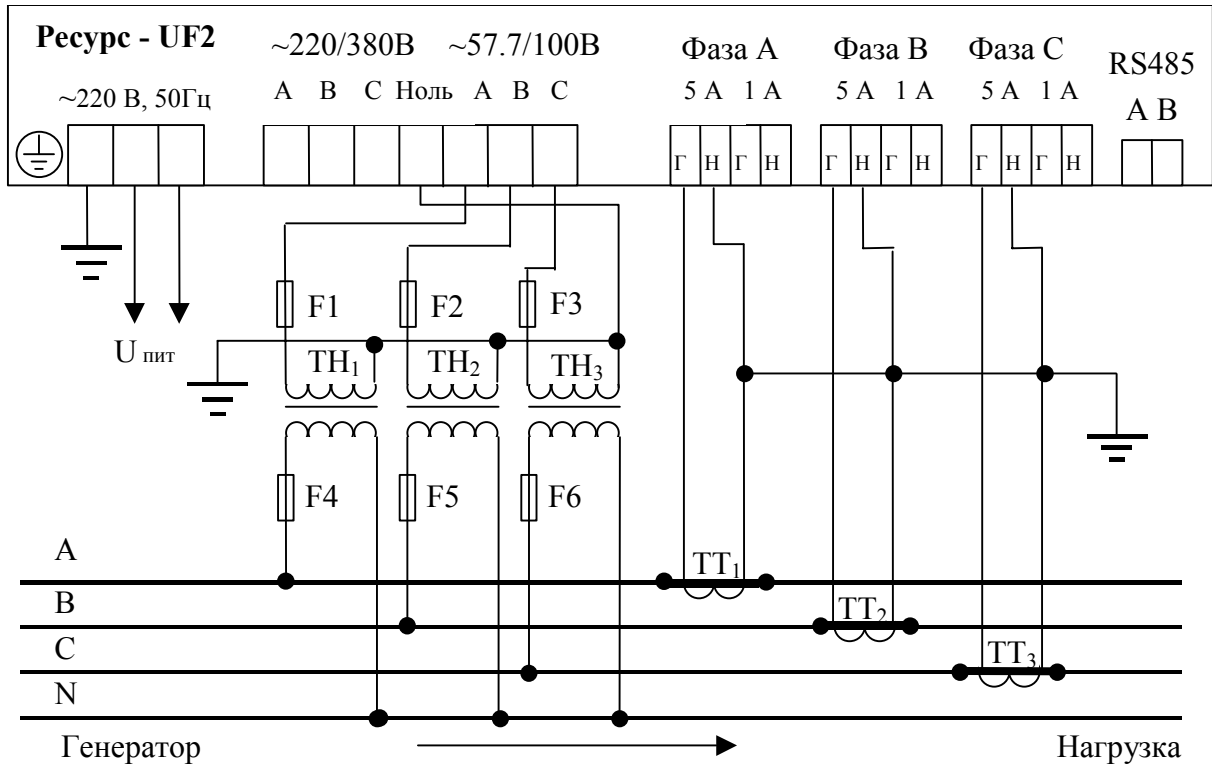 Ресурс - UF2
~220/380В ~57.7/100В
Фаза А Фаза В Фаза С
RS485
~220 В, 50Гц
А В С Ноль А В С
5 А 1 А 5 А 1 А 5 А 1 А
А В
Г Н Г Н Г Н Г Н Г Н Г Н
F1 F2 F3
U пит
ТН1 ТН2 ТН3
F4 F5 F6
А
ТТ1
В
ТТ2
С
ТТ3
N
Генератор Нагрузка